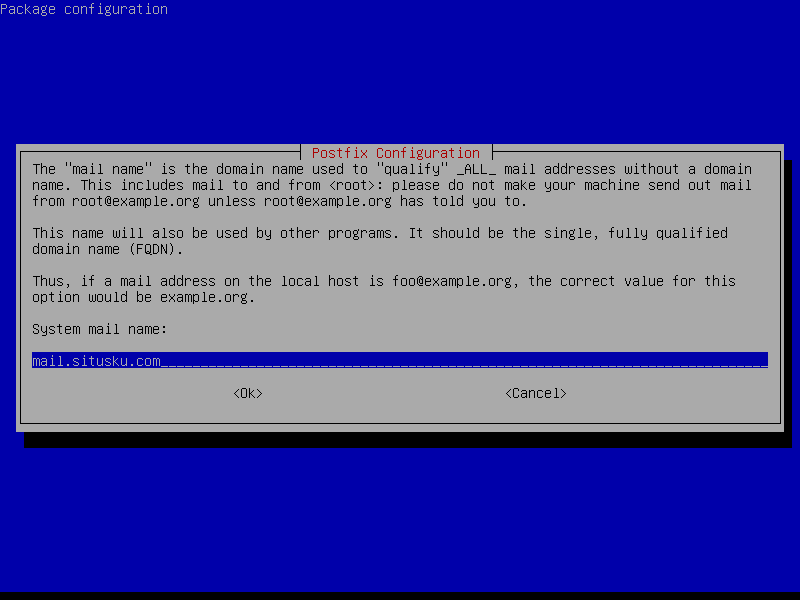 Package configuration
Postfix Configuration
The "mail name" is the domain name used to "qualify" _ALL_ mail addresses without a domain
name. This includes mail to and from <root>: please do not make your machine send out mail
from root@example.org unless root@example.org has told you to.
This name will also be used by other programs. It should be the single, fully qualified
domain name (FQDN).
Thus, if a mail address on the local host is foo@example.org, the correct value for this
option would be example.org.
System mail name:
mail.situsku.com
<Ok> <Cancel>